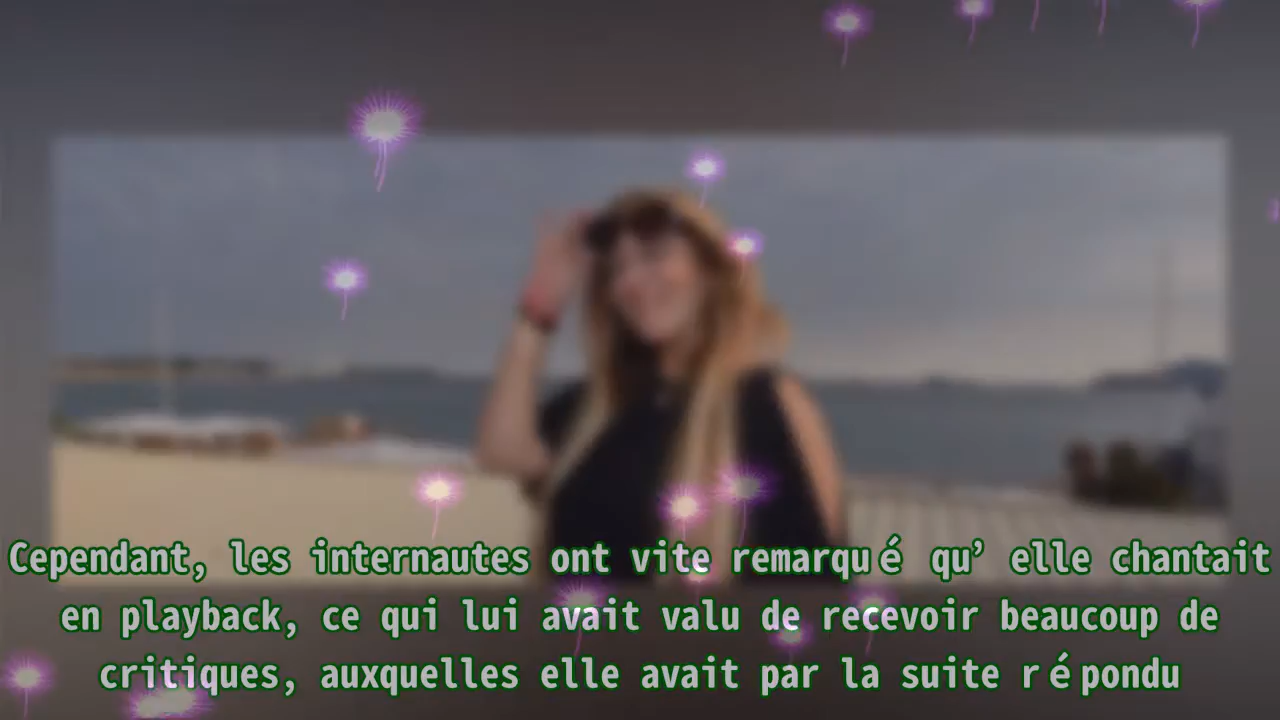 Cependant, les internautes ont vite remarqué qu’ elle chantait
en playback, ce qui lui avait valu de recevoir beaucoup de
critiques, auxquelles elle avait par la suite répondu